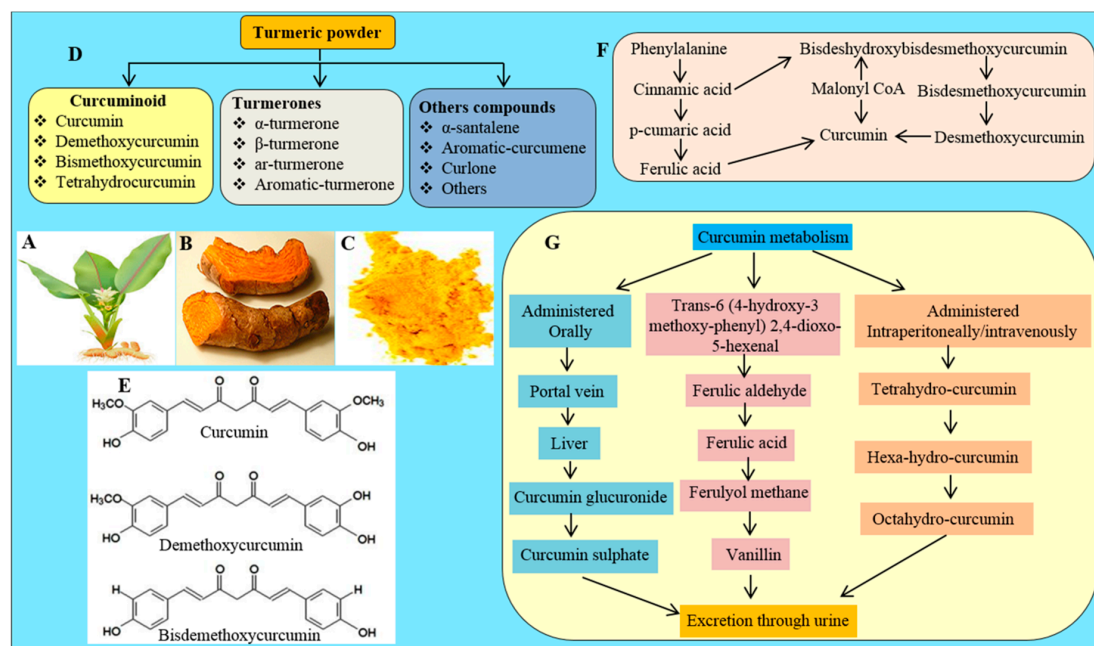 D
Turmeric powder
Curcuminoid
❖ Curcumin
❖ Demethoxycurcumin
❖ Bismethoxycurcumin
❖ Tetrahydrocurcumin
Turmerones
❖ α-turmerone
❖ β-turmerone
❖ ar-turmerone
❖ Aromatic-turmerone
Others compounds
❖ α-santalene
❖ Aromatic-curcumene
❖ Curlone
❖ Others
F
Phenylalanine
Cinnamic acid
p-cumaric acid
Ferulic acid
Bisdeshydroxybisdesmethoxycurcumin
Malonyl CoA
Bisdesmethoxycurcumin
Curcumin
Desmethoxycurcumin
A
B
C
E
O O
H₃CO
OCH₃
HO
OH
Curcumin
O O
H₃CO
OH
HO
OH
Demethoxycurcumin
O O
H
H
HO
OH
Bisdemethoxycurcumin
G
Curcumin metabolism
Administered
Orally
Portal vein
Liver
Curcumin glucuronide
Curcumin sulphate
Trans-6 (4-hydroxy-3
methoxy-phenyl) 2,4-dioxo-
5-hexenal
Ferulic aldehyde
Ferulic acid
Ferulyol methane
Vanillin
Administered
Intraperitoneally/intravenously
Tetrahydro-curcumin
Hexa-hydro-curcumin
Octahydro-curcumin
Excretion through urine